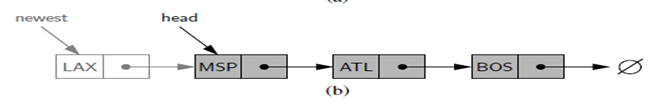 (a)
newest head
LAX MSP ATL BOS ∅
(b)